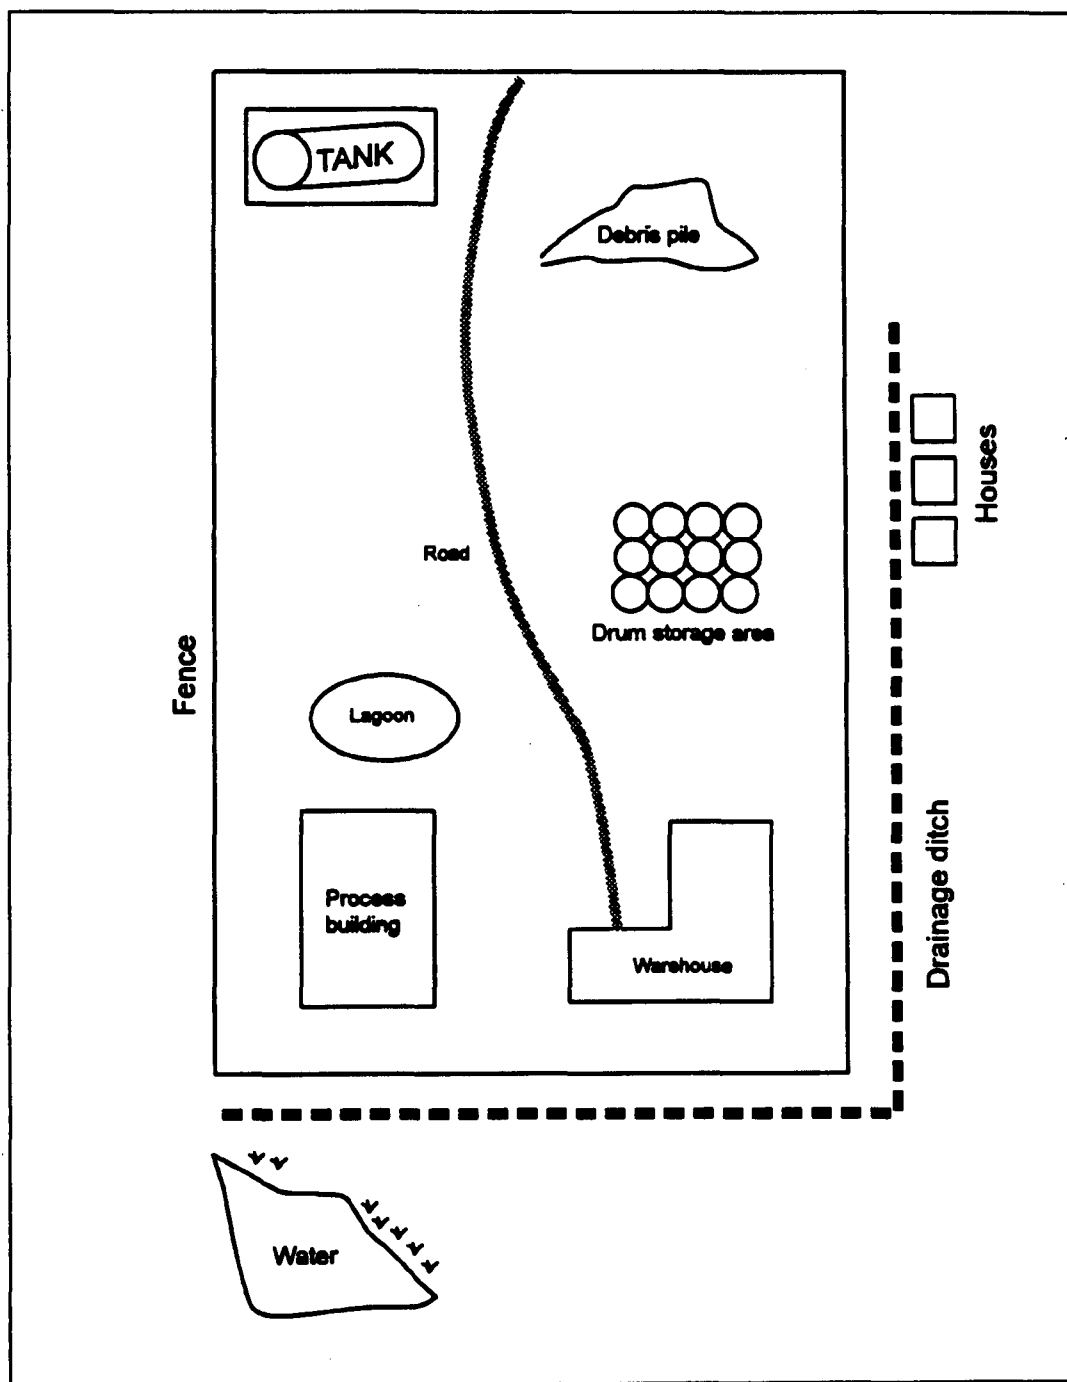 TANK
Debris pile
Houses
Road
Drum storage area
Fence
Lagoon
Drainage ditch
Process
building
Warehouse
Water